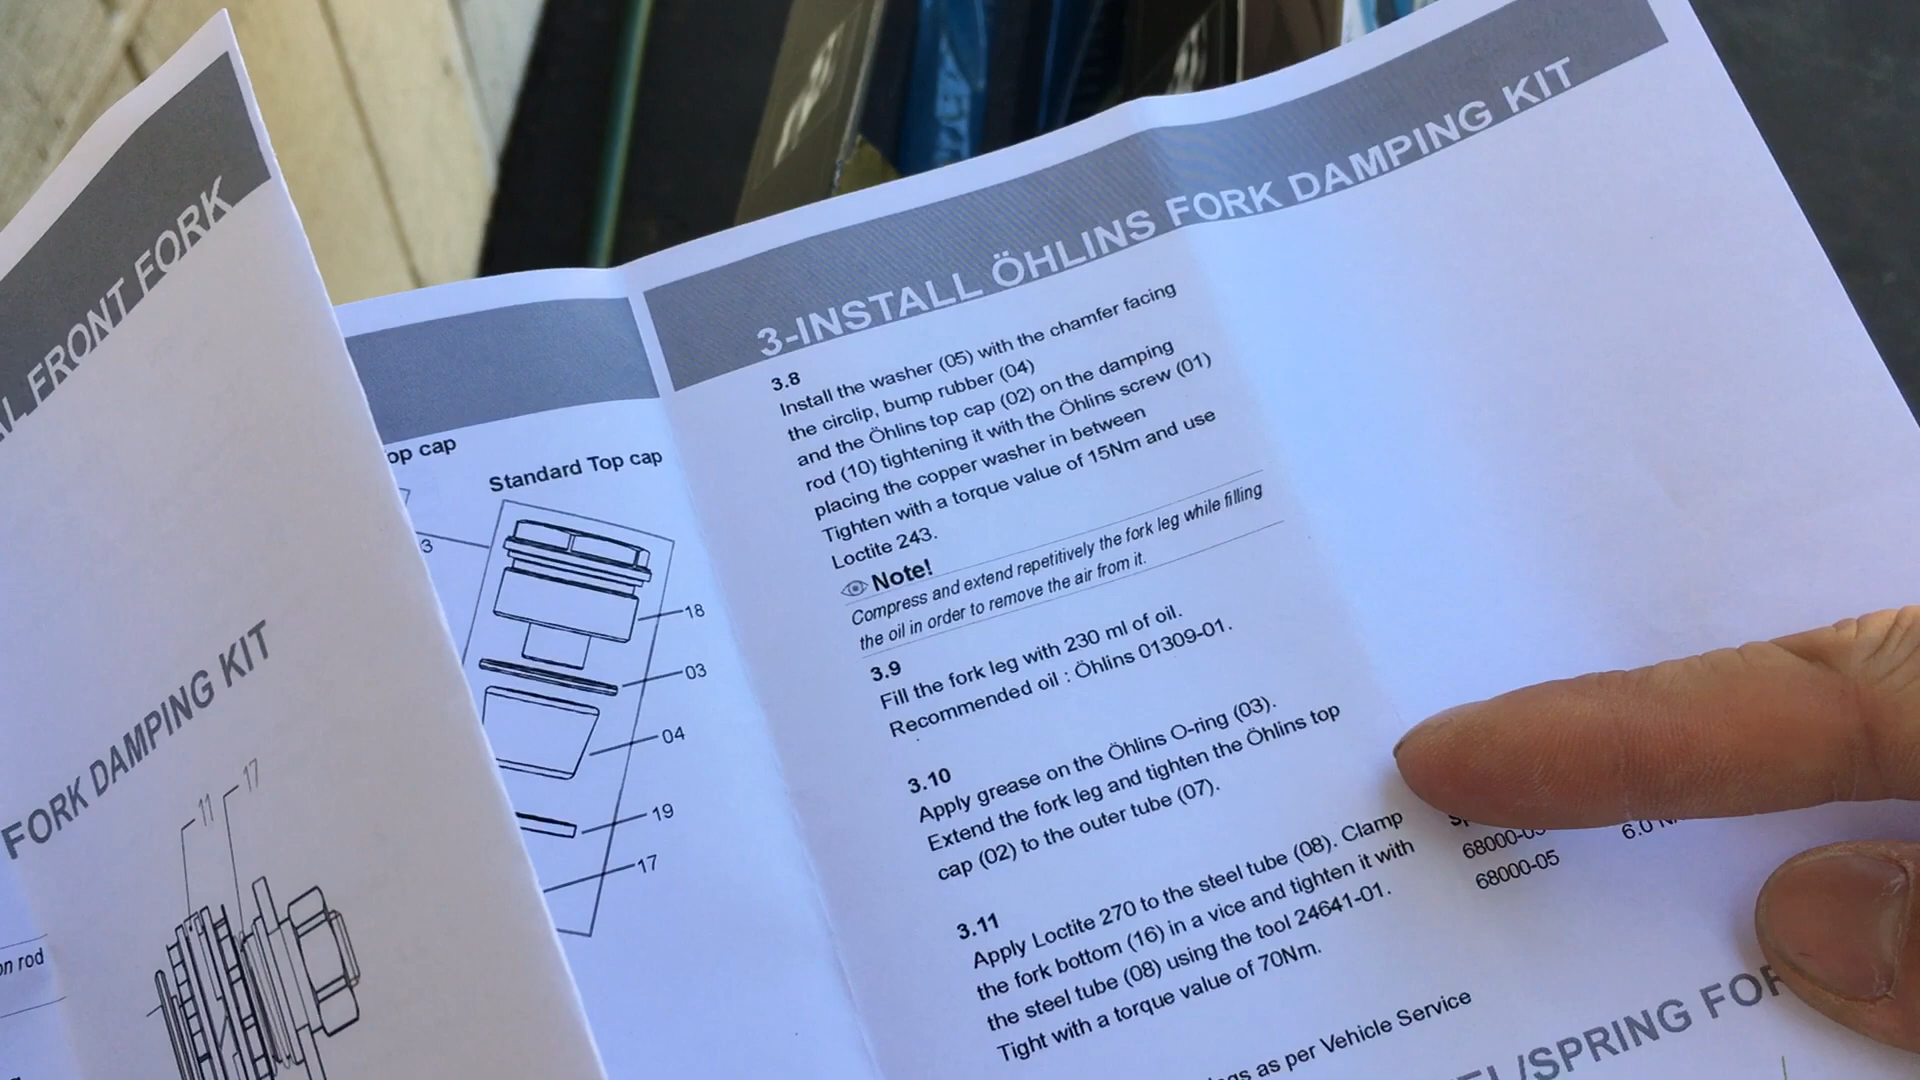 FRONT FORK
FORK DAMPING KIT
11
17
on rod
op cap
Standard Top cap
3
18
03
04
19
17
3-INSTALL ÖHLINS FORK DAMPING KIT
3.8
Install the washer (05) with the chamfer facing
the circlip, bump rubber (04)
and the Öhlins top cap (02) on the damping
rod (10) tightening it with the Öhlins screw (01)
placing the copper washer in between
Tighten with a torque value of 15Nm and use
Loctite 243.
Note!
Compress and extend repetitively the fork leg while filling
the oil in order to remove the air from it.
3.9
Fill the fork leg with 230 ml of oil.
Recommended oil : Öhlins 01309-01.
3.10
Apply grease on the Öhlins O-ring (03).
Extend the fork leg and tighten the Öhlins top
cap (02) to the outer tube (07).
3.11
Apply Loctite 270 to the steel tube (08). Clamp
the fork bottom (16) in a vice and tighten it with
the steel tube (08) using the tool 24641-01.
Tight with a torque value of 70Nm.
as per Vehicle Service
68000-05
6.0
/SPRING FOR